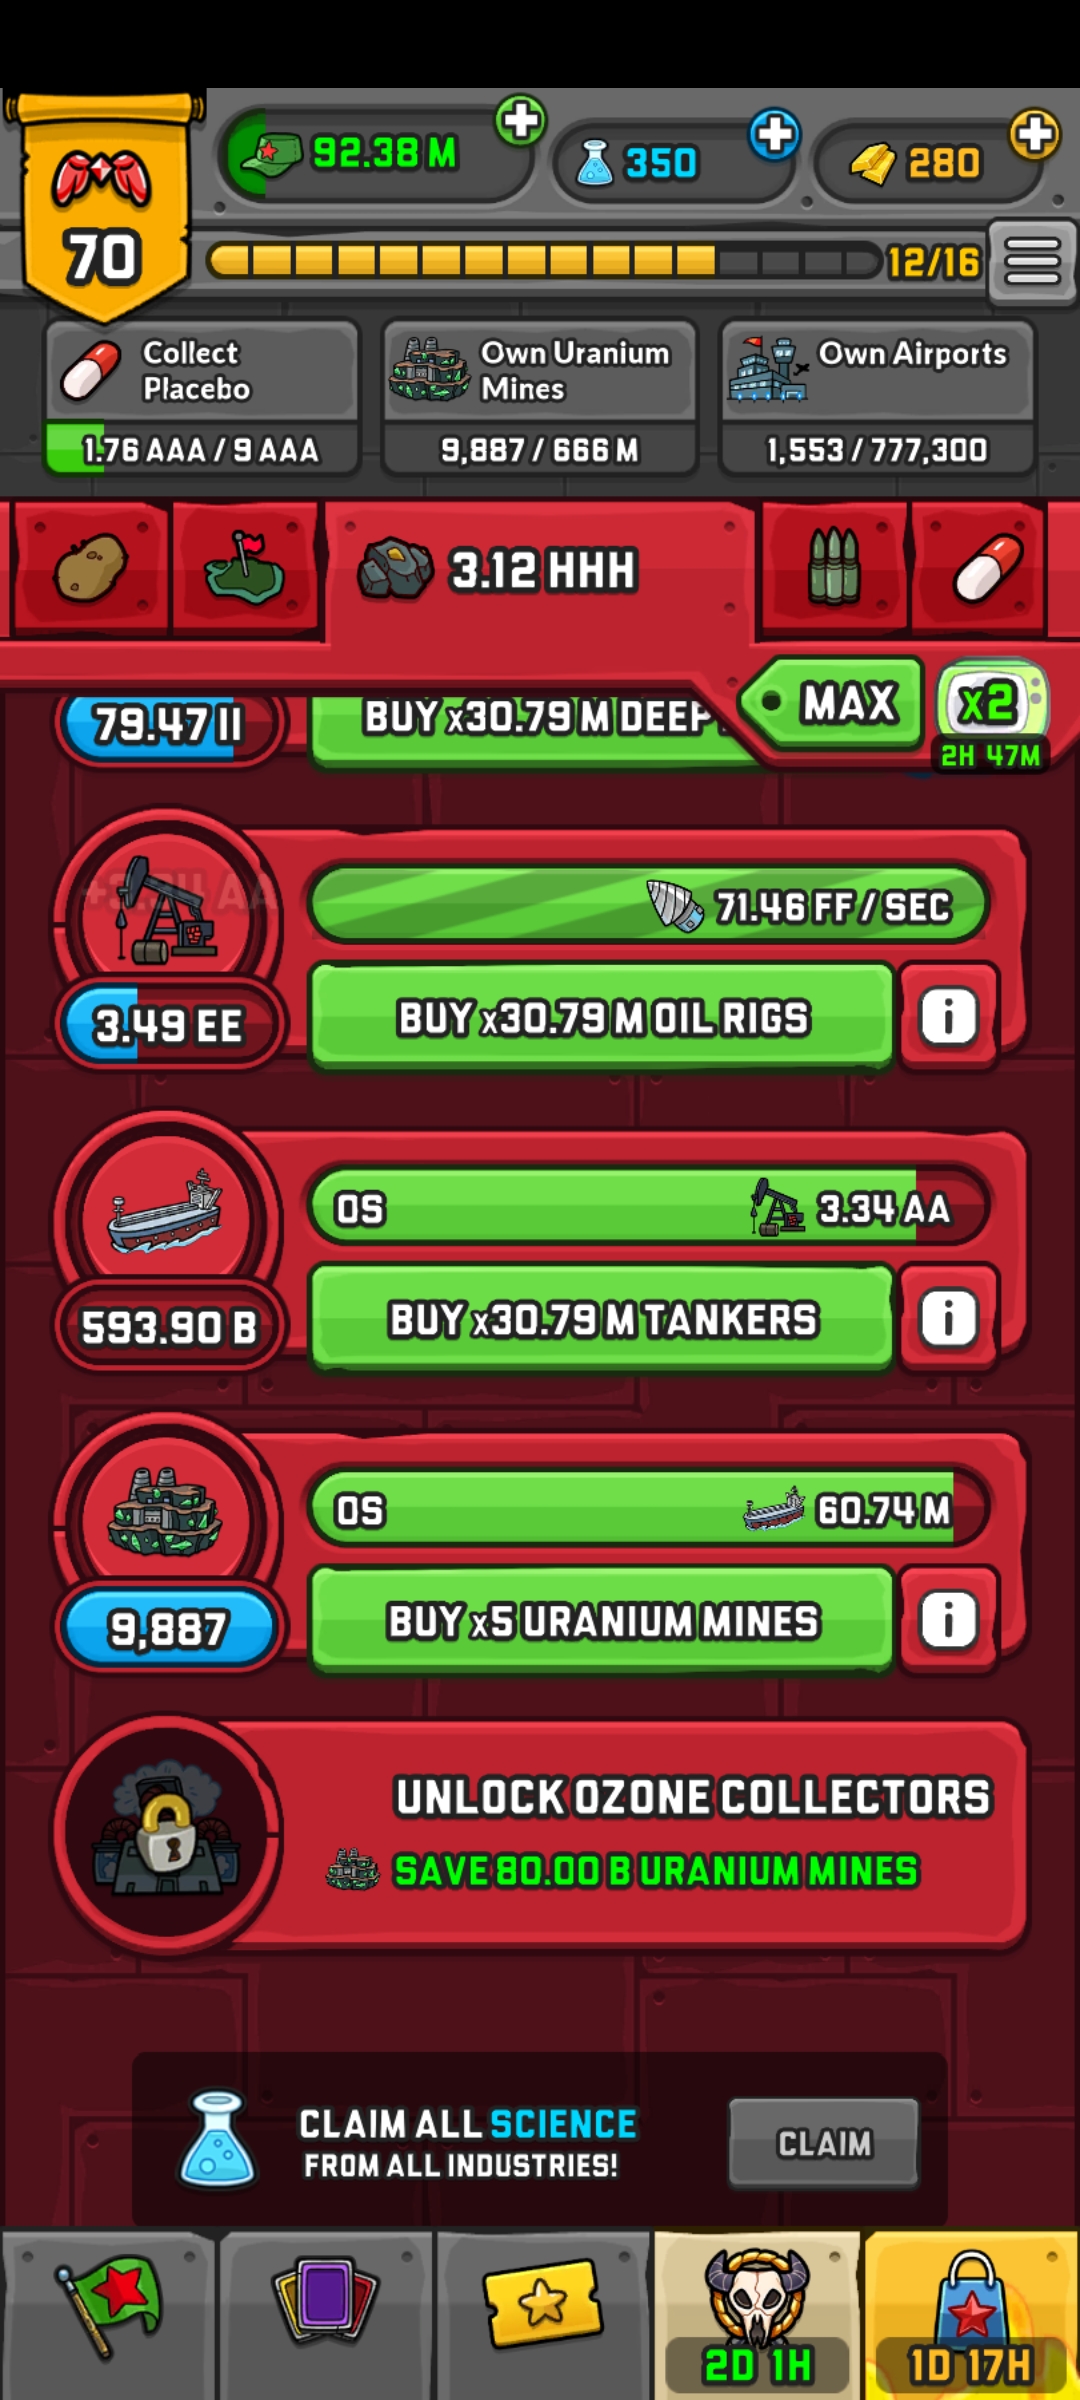 92.38 M
350
280
70
12/16
Collect
Placebo
Own Uranium
Mines
Own Airports
1.76 AAA / 9 AAA
9,887 / 666 M
1,553 / 777,300
3.12 HHH
MAX
x2
2H 47M
79.47 II
BUY x30.79 M DEEP
+3.34 AA
71.46 FF / SEC
3.49 EE
BUY x30.79 M OIL RIGS
i
0S
3.34 AA
593.90 B
BUY x30.79 M TANKERS
i
0S
60.74 M
9,887
BUY x5 URANIUM MINES
i
UNLOCK OZONE COLLECTORS
SAVE 80.00 B URANIUM MINES
CLAIM ALL SCIENCE
FROM ALL INDUSTRIES!
CLAIM
2D 1H
1D 17H